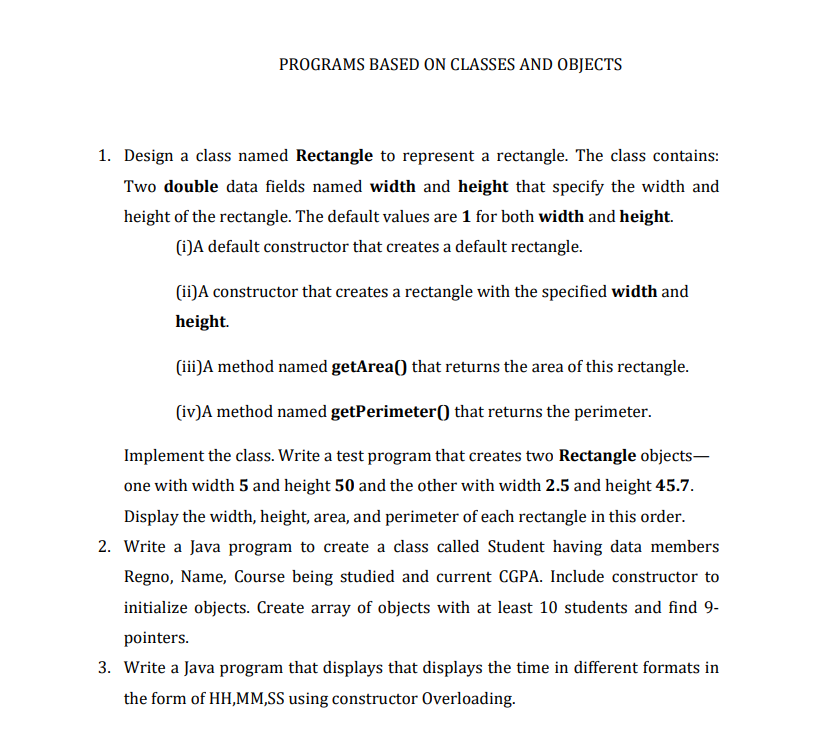 PROGRAMS BASED ON CLASSES AND OBJECTS
1. Design a class named Rectangle to represent a rectangle. The class contains:
Two double data fields named width and height that specify the width and
height of the rectangle. The default values are 1 for both width and height.
(i)A default constructor that creates a default rectangle.
(ii)A constructor that creates a rectangle with the specified width and
height.
(iii)A method named getArea() that returns the area of this rectangle.
(iv)A method named getPerimeter() that returns the perimeter.
Implement the class. Write a test program that creates two Rectangle objects—
one with width 5 and height 50 and the other with width 2.5 and height 45.7.
Display the width, height, area, and perimeter of each rectangle in this order.
2. Write a Java program to create a class called Student having data members
Regno, Name, Course being studied and current CGPA. Include constructor to
initialize objects. Create array of objects with at least 10 students and find 9-
pointers.
3. Write a Java program that displays that displays the time in different formats in
the form of HH,MM,SS using constructor Overloading.